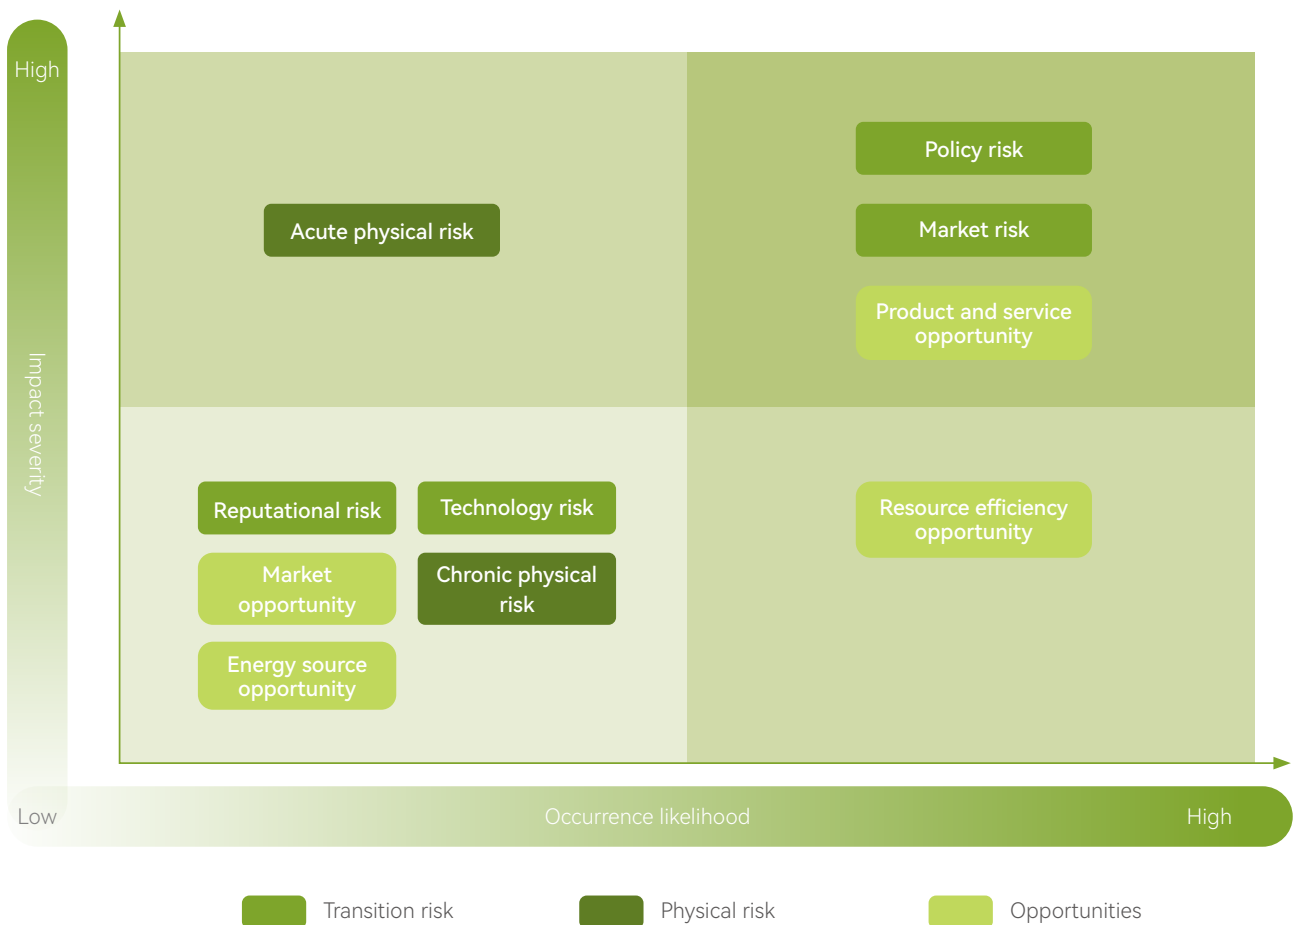 High
Policy risk
Acute physical risk
Market risk
Product and service
opportunity
Impact severity
Reputational risk
Technology risk
Resource efficiency
opportunity
Market
opportunity
Chronic physical
risk
Energy source
opportunity
Low
Occurrence likelihood
High
Transition risk
Physical risk
Opportunities